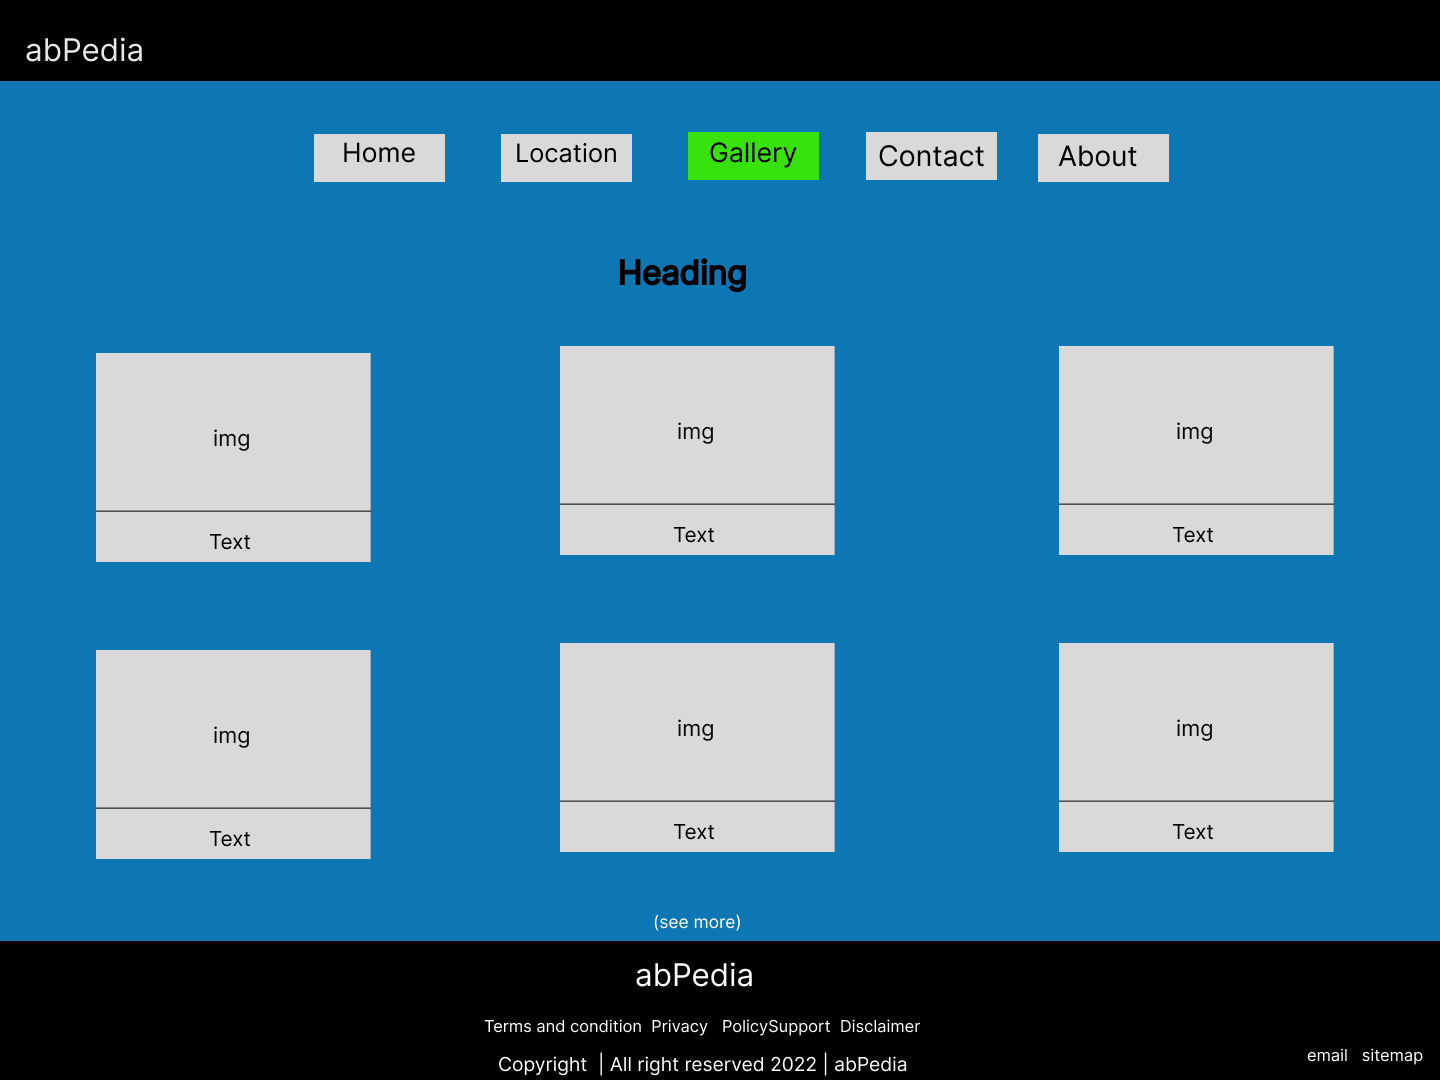 abPedia
Home Location Gallery Contact About
Heading
img img img
Text Text Text
img img img
Text Text Text
(see more)
abPedia
Terms and condition Privacy PolicySupport Disclaimer
Copyright | All right reserved 2022 | abPedia
email sitemap